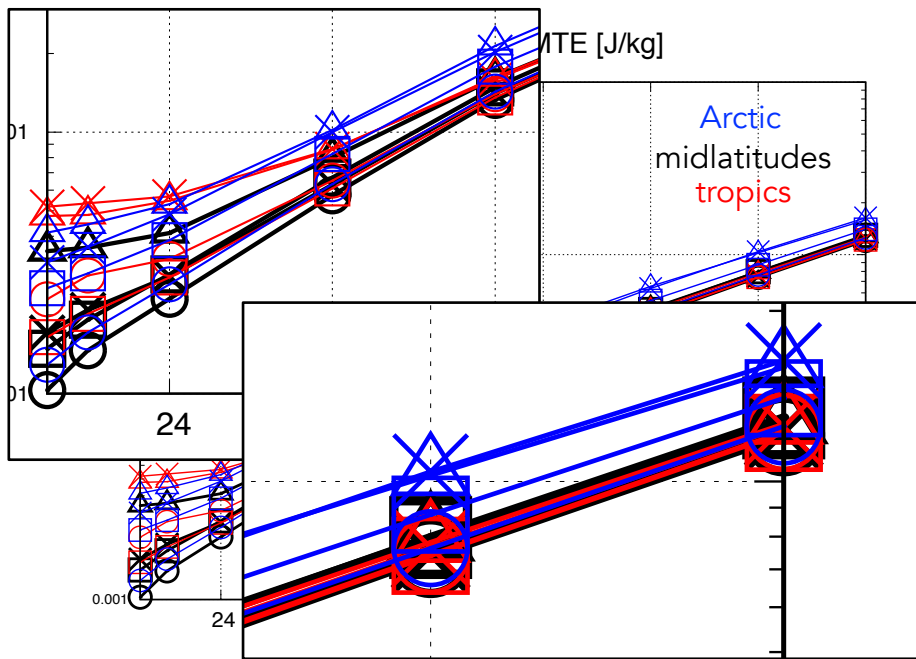 MTE [J/kg]
01
Arctic
midlatitudes
tropics
01
24
0.001
24